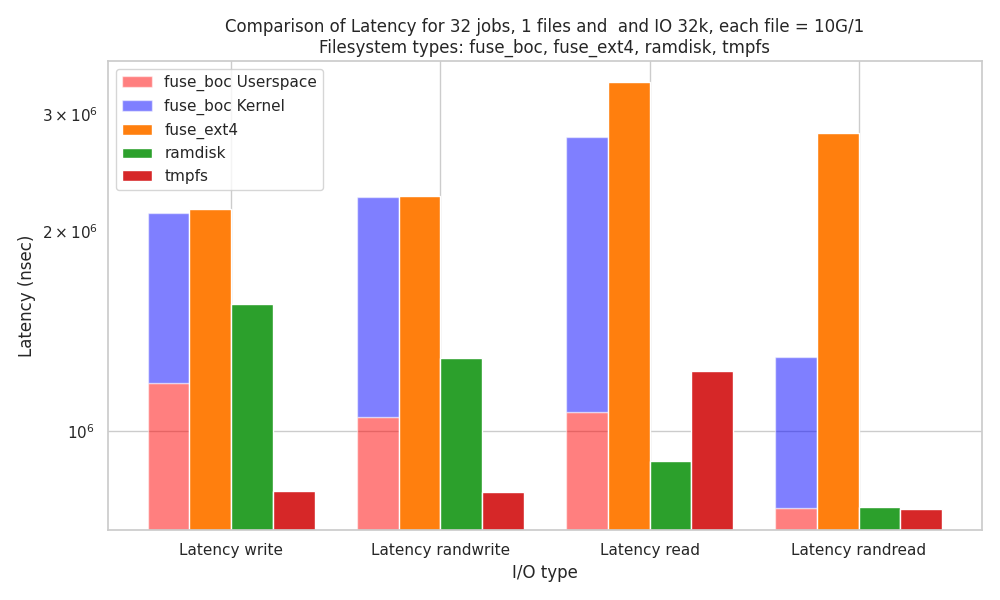 Comparison of Latency for 32 jobs, 1 files and  and IO 32k, each file = 10G/1
Filesystem types: fuse_boc, fuse_ext4, ramdisk, tmpfs
fuse_boc Userspace
fuse_boc Kernel
fuse_ext4
ramdisk
tmpfs
3 × 10⁶
2 × 10⁶
10⁶
Latency (nsec)
Latency write
Latency randwrite
Latency read
Latency randread
I/O type